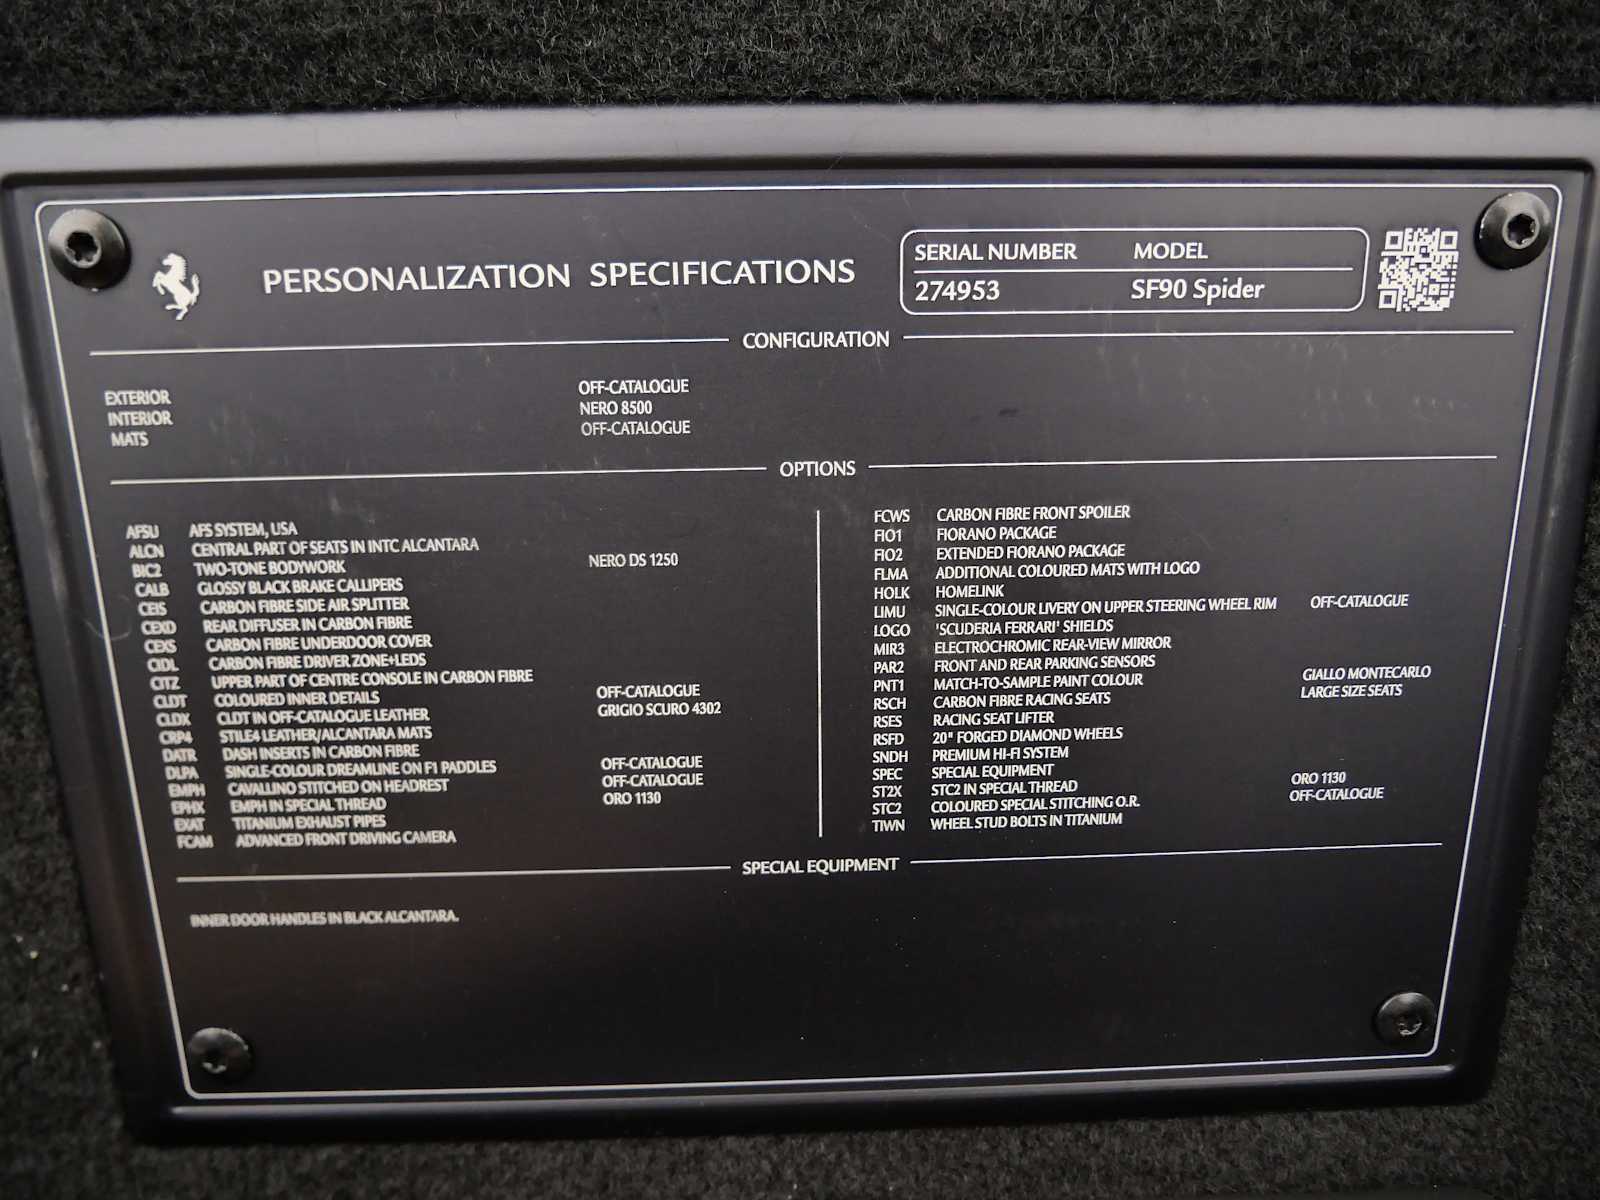 PERSONALIZATION SPECIFICATIONS
SERIAL NUMBER MODEL
274953 SF90 Spider
CONFIGURATION
EXTERIOR OFF-CATALOGUE
INTERIOR NERO 8500
MATS OFF-CATALOGUE
OPTIONS
AFSU AFS SYSTEM, USA
ALCN CENTRAL PART OF SEATS IN INTC ALCANTARA
BIC2 TWO-TONE BODYWORK NERO DS 1250
CALB GLOSSY BLACK BRAKE CALLIPERS
CEIS CARBON FIBRE SIDE AIR SPLITTER
CEXD REAR DIFFUSER IN CARBON FIBRE
CEXS CARBON FIBRE UNDERDOOR COVER
CIDL CARBON FIBRE DRIVER ZONE+LEDS
CITZ UPPER PART OF CENTRE CONSOLE IN CARBON FIBRE
CLDT COLOURED INNER DETAILS OFF-CATALOGUE
CLDX CLDT IN OFF-CATALOGUE LEATHER GRIGIO SCURO 4302
CRP4 STILE4 LEATHER/ALCANTARA MATS
DATR DASH INSERTS IN CARBON FIBRE
DLPA SINGLE-COLOUR DREAMLINE ON F1 PADDLES OFF-CATALOGUE
EMPH CAVALLINO STITCHED ON HEADREST OFF-CATALOGUE
EPHX EMPH IN SPECIAL THREAD ORO 1130
EXAT TITANIUM EXHAUST PIPES
FCAM ADVANCED FRONT DRIVING CAMERA
FCWS CARBON FIBRE FRONT SPOILER
FIO1 FIORANO PACKAGE
FIO2 EXTENDED FIORANO PACKAGE
FLMA ADDITIONAL COLOURED MATS WITH LOGO
HOLK HOMELINK
LIMU SINGLE-COLOUR LIVERY ON UPPER STEERING WHEEL RIM OFF-CATALOGUE
LOGO 'SCUDERIA FERRARI' SHIELDS
MIR3 ELECTROCHROMIC REAR-VIEW MIRROR
PAR2 FRONT AND REAR PARKING SENSORS
PNT1 MATCH-TO-SAMPLE PAINT COLOUR GIALLO MONTECARLO
RSCH CARBON FIBRE RACING SEATS LARGE SIZE SEATS
RSES RACING SEAT LIFTER
RSFD 20" FORGED DIAMOND WHEELS
SNDH PREMIUM HI-FI SYSTEM
SPEC SPECIAL EQUIPMENT
ST2X STC2 IN SPECIAL THREAD ORO 1130
STC2 COLOURED SPECIAL STITCHING O.R. OFF-CATALOGUE
TIWN WHEEL STUD BOLTS IN TITANIUM
SPECIAL EQUIPMENT
INNER DOOR HANDLES IN BLACK ALCANTARA.